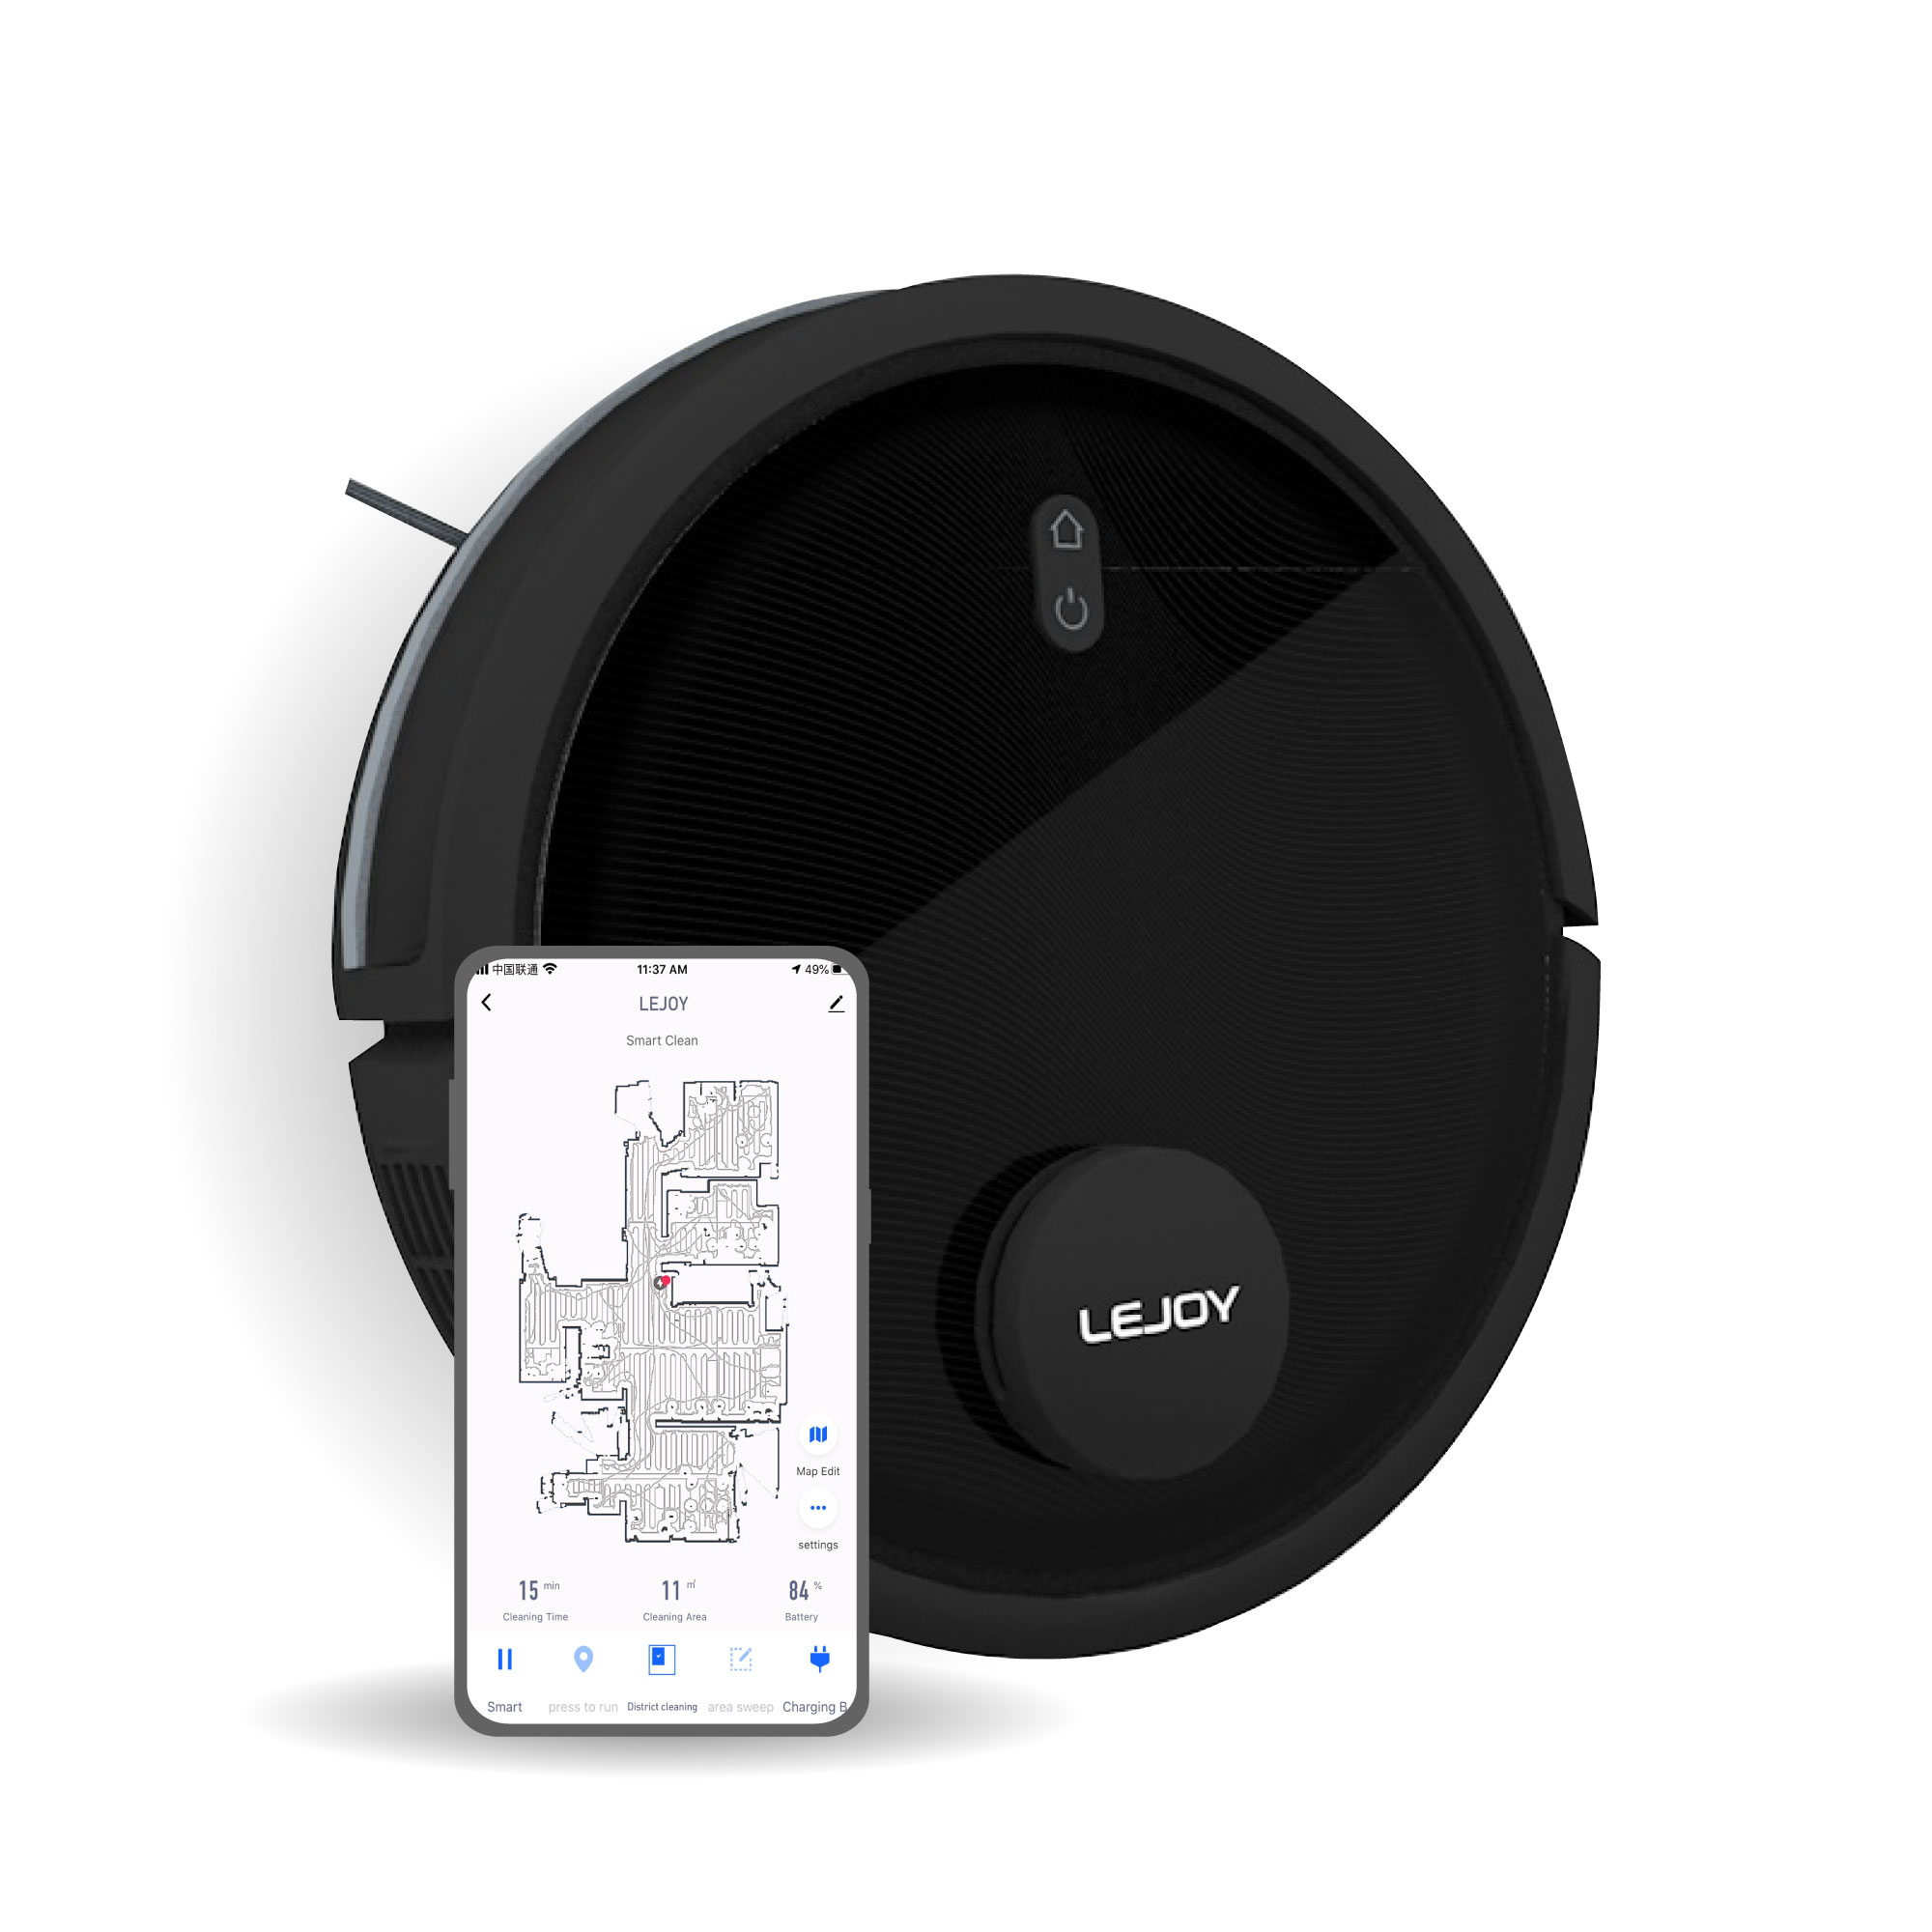 中国联通
11:37 AM
49%
LEJOY
Smart Clean
Map Edit
settings
15 min
11 ㎡
84 %
Cleaning Time
Cleaning Area
Battery
Smart
press to run
District cleaning
area sweep
Charging B
LEJOY